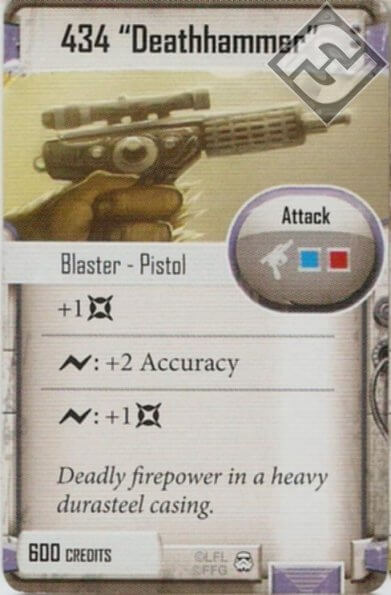 434 “Deathhammer”
Attack
Blaster - Pistol
+1
: +2 Accuracy
: +1
Deadly firepower in a heavy
durasteel casing.
600 CREDITS
©LFL
©FFG